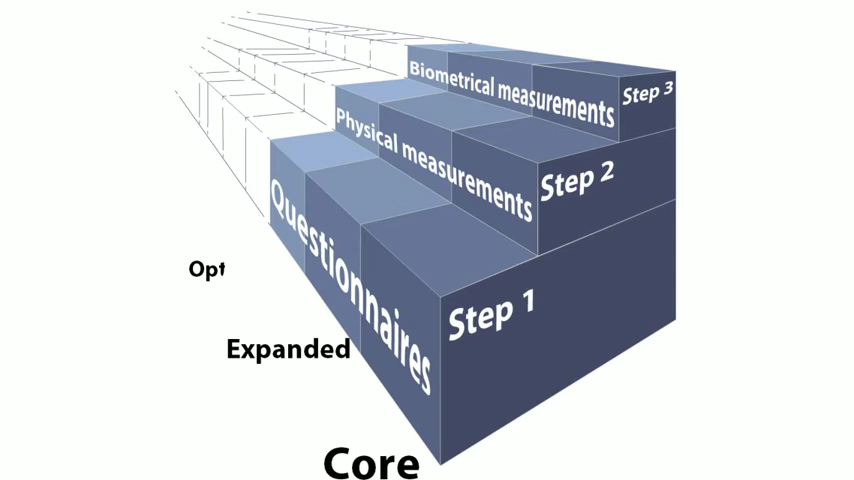 Biometrical measurements
Step 3
Physical measurements
Step 2
Questionnaires
Step 1
Opt
Expanded
Core